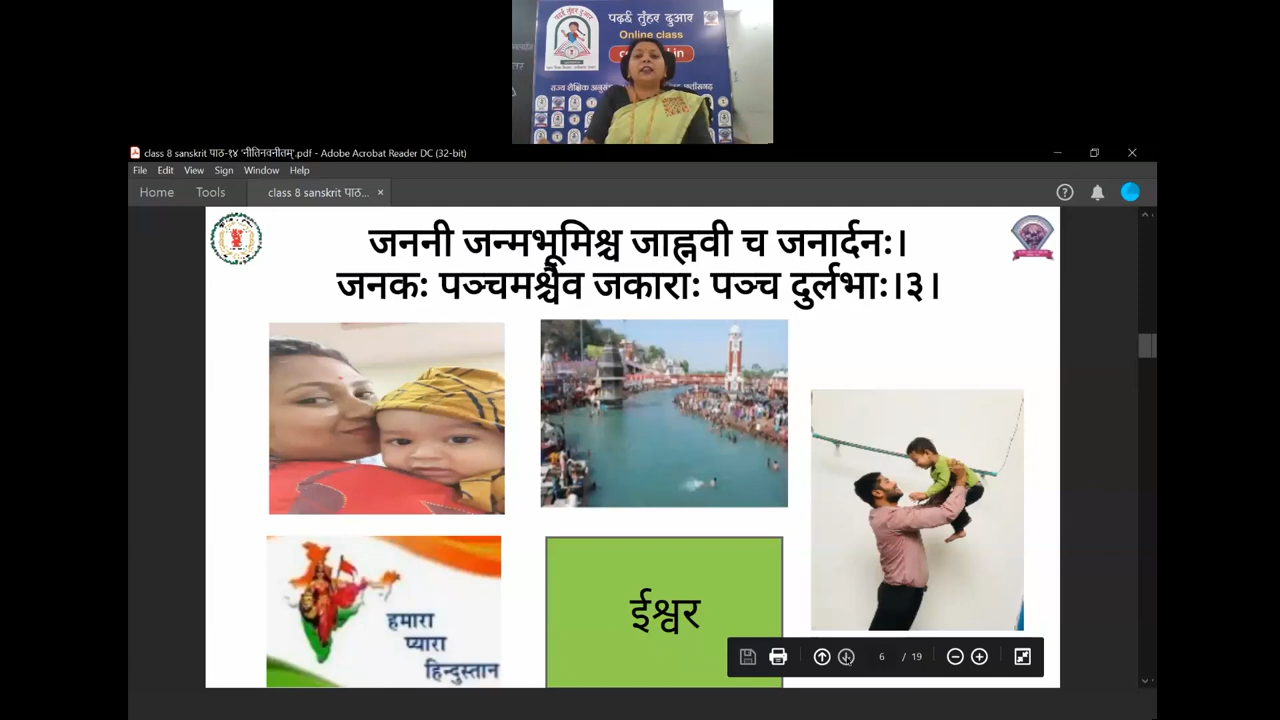 पढ़ई तुंहर दुआर
Online class
class 8 sanskrit पाठ-१४ 'नीतिनवनीतम्'.pdf - Adobe Acrobat Reader DC (32-bit)
File Edit View Sign Window Help
Home Tools class 8 sanskrit पाठ...
जननी जन्मभूमिश्च जाह्नवी च जनार्दनः।
जनकः पञ्चमश्चैव जकाराः पञ्च दुर्लभाः।३।
हमारा
प्यारा
हिन्दुस्तान
ईश्वर
6 / 19